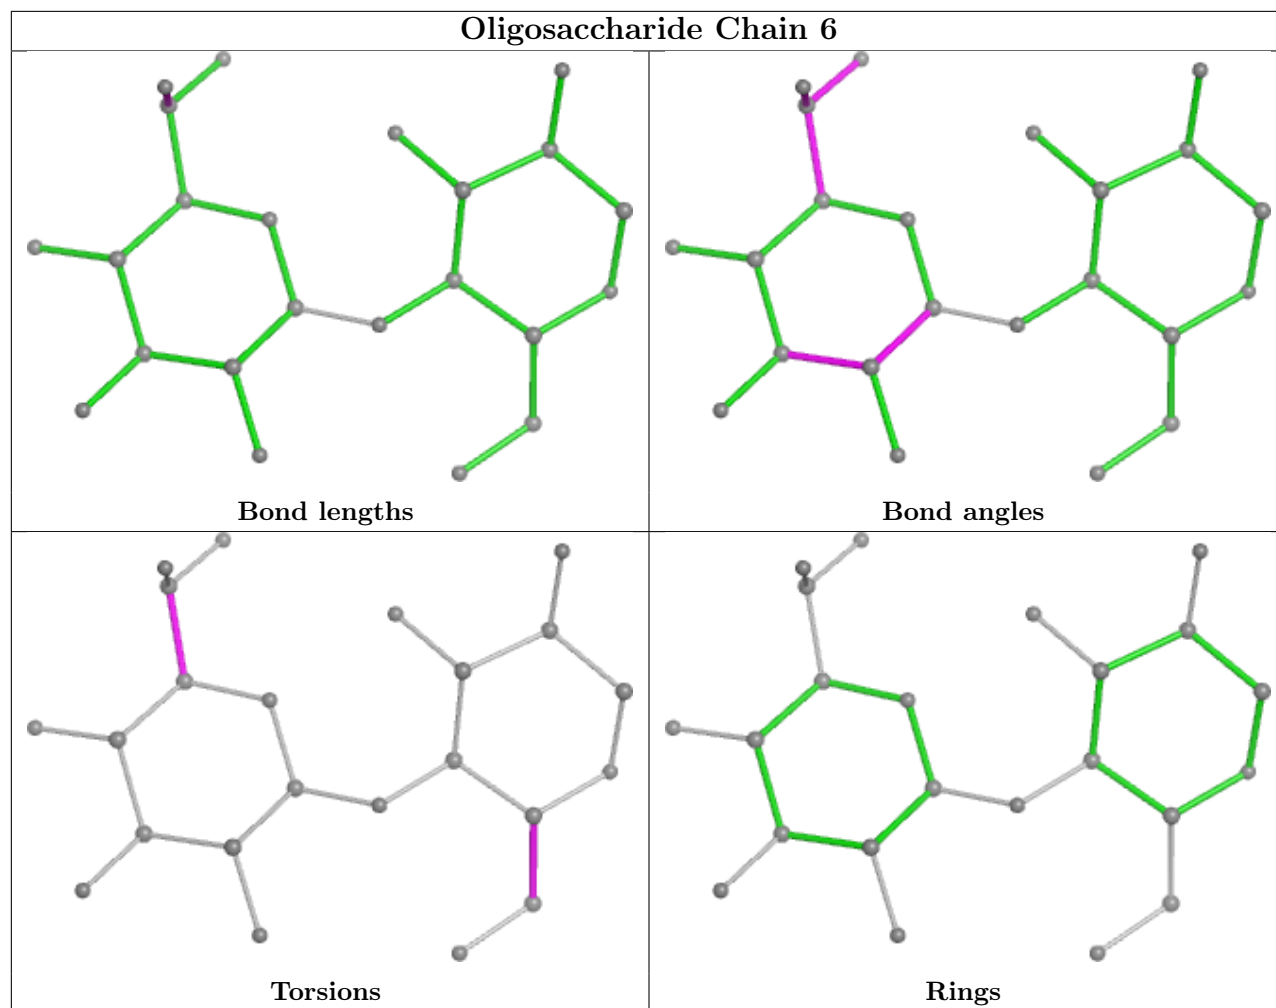 Oligosaccharide Chain 6
Bond lengths
Bond angles
Torsions
Rings